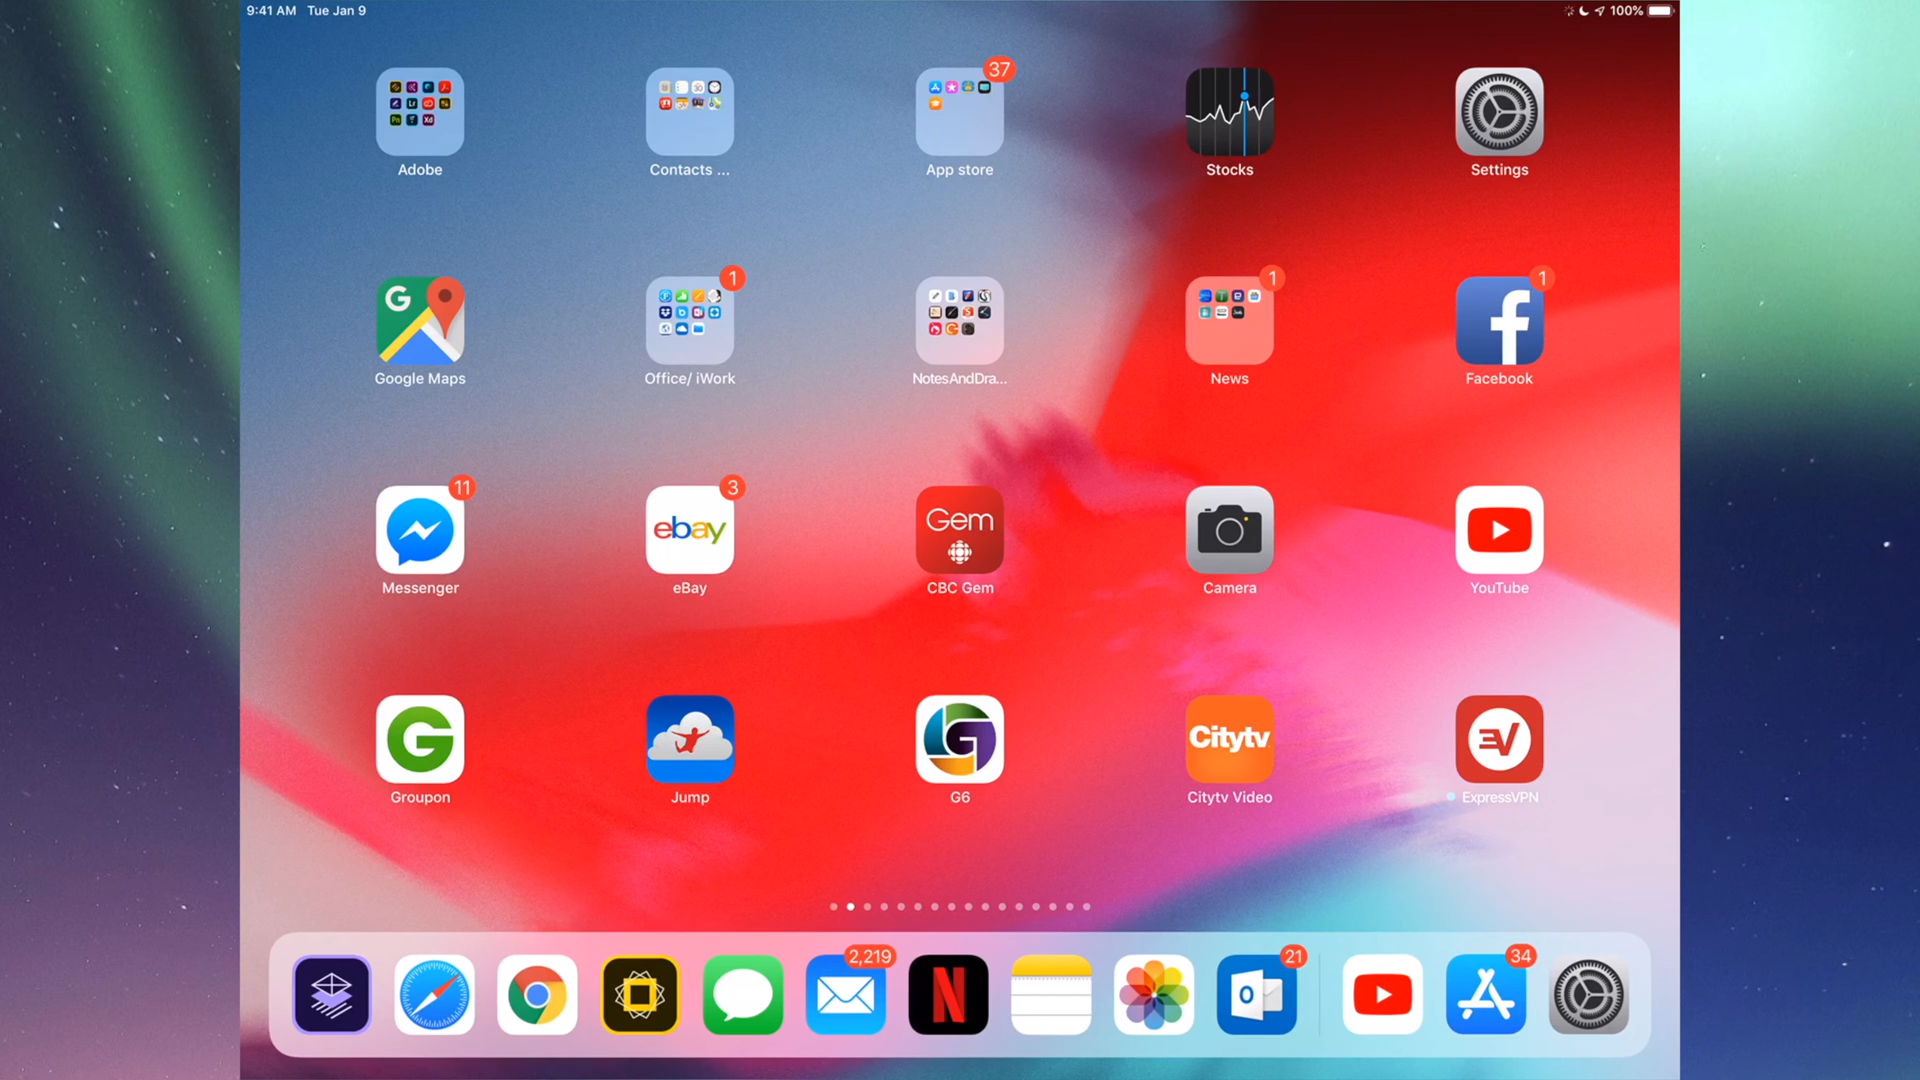 9:41 AM Tue Jan 9
100%
37
Adobe
Contacts ...
App store
Stocks
Settings
1
1
1
Google Maps
Office/ iWork
NotesAndDra...
News
Facebook
11
3
ebay
Gem
Messenger
eBay
CBC Gem
Camera
YouTube
Citytv
Groupon
Jump
G6
Citytv Video
ExpressVPN
2,219
21
34